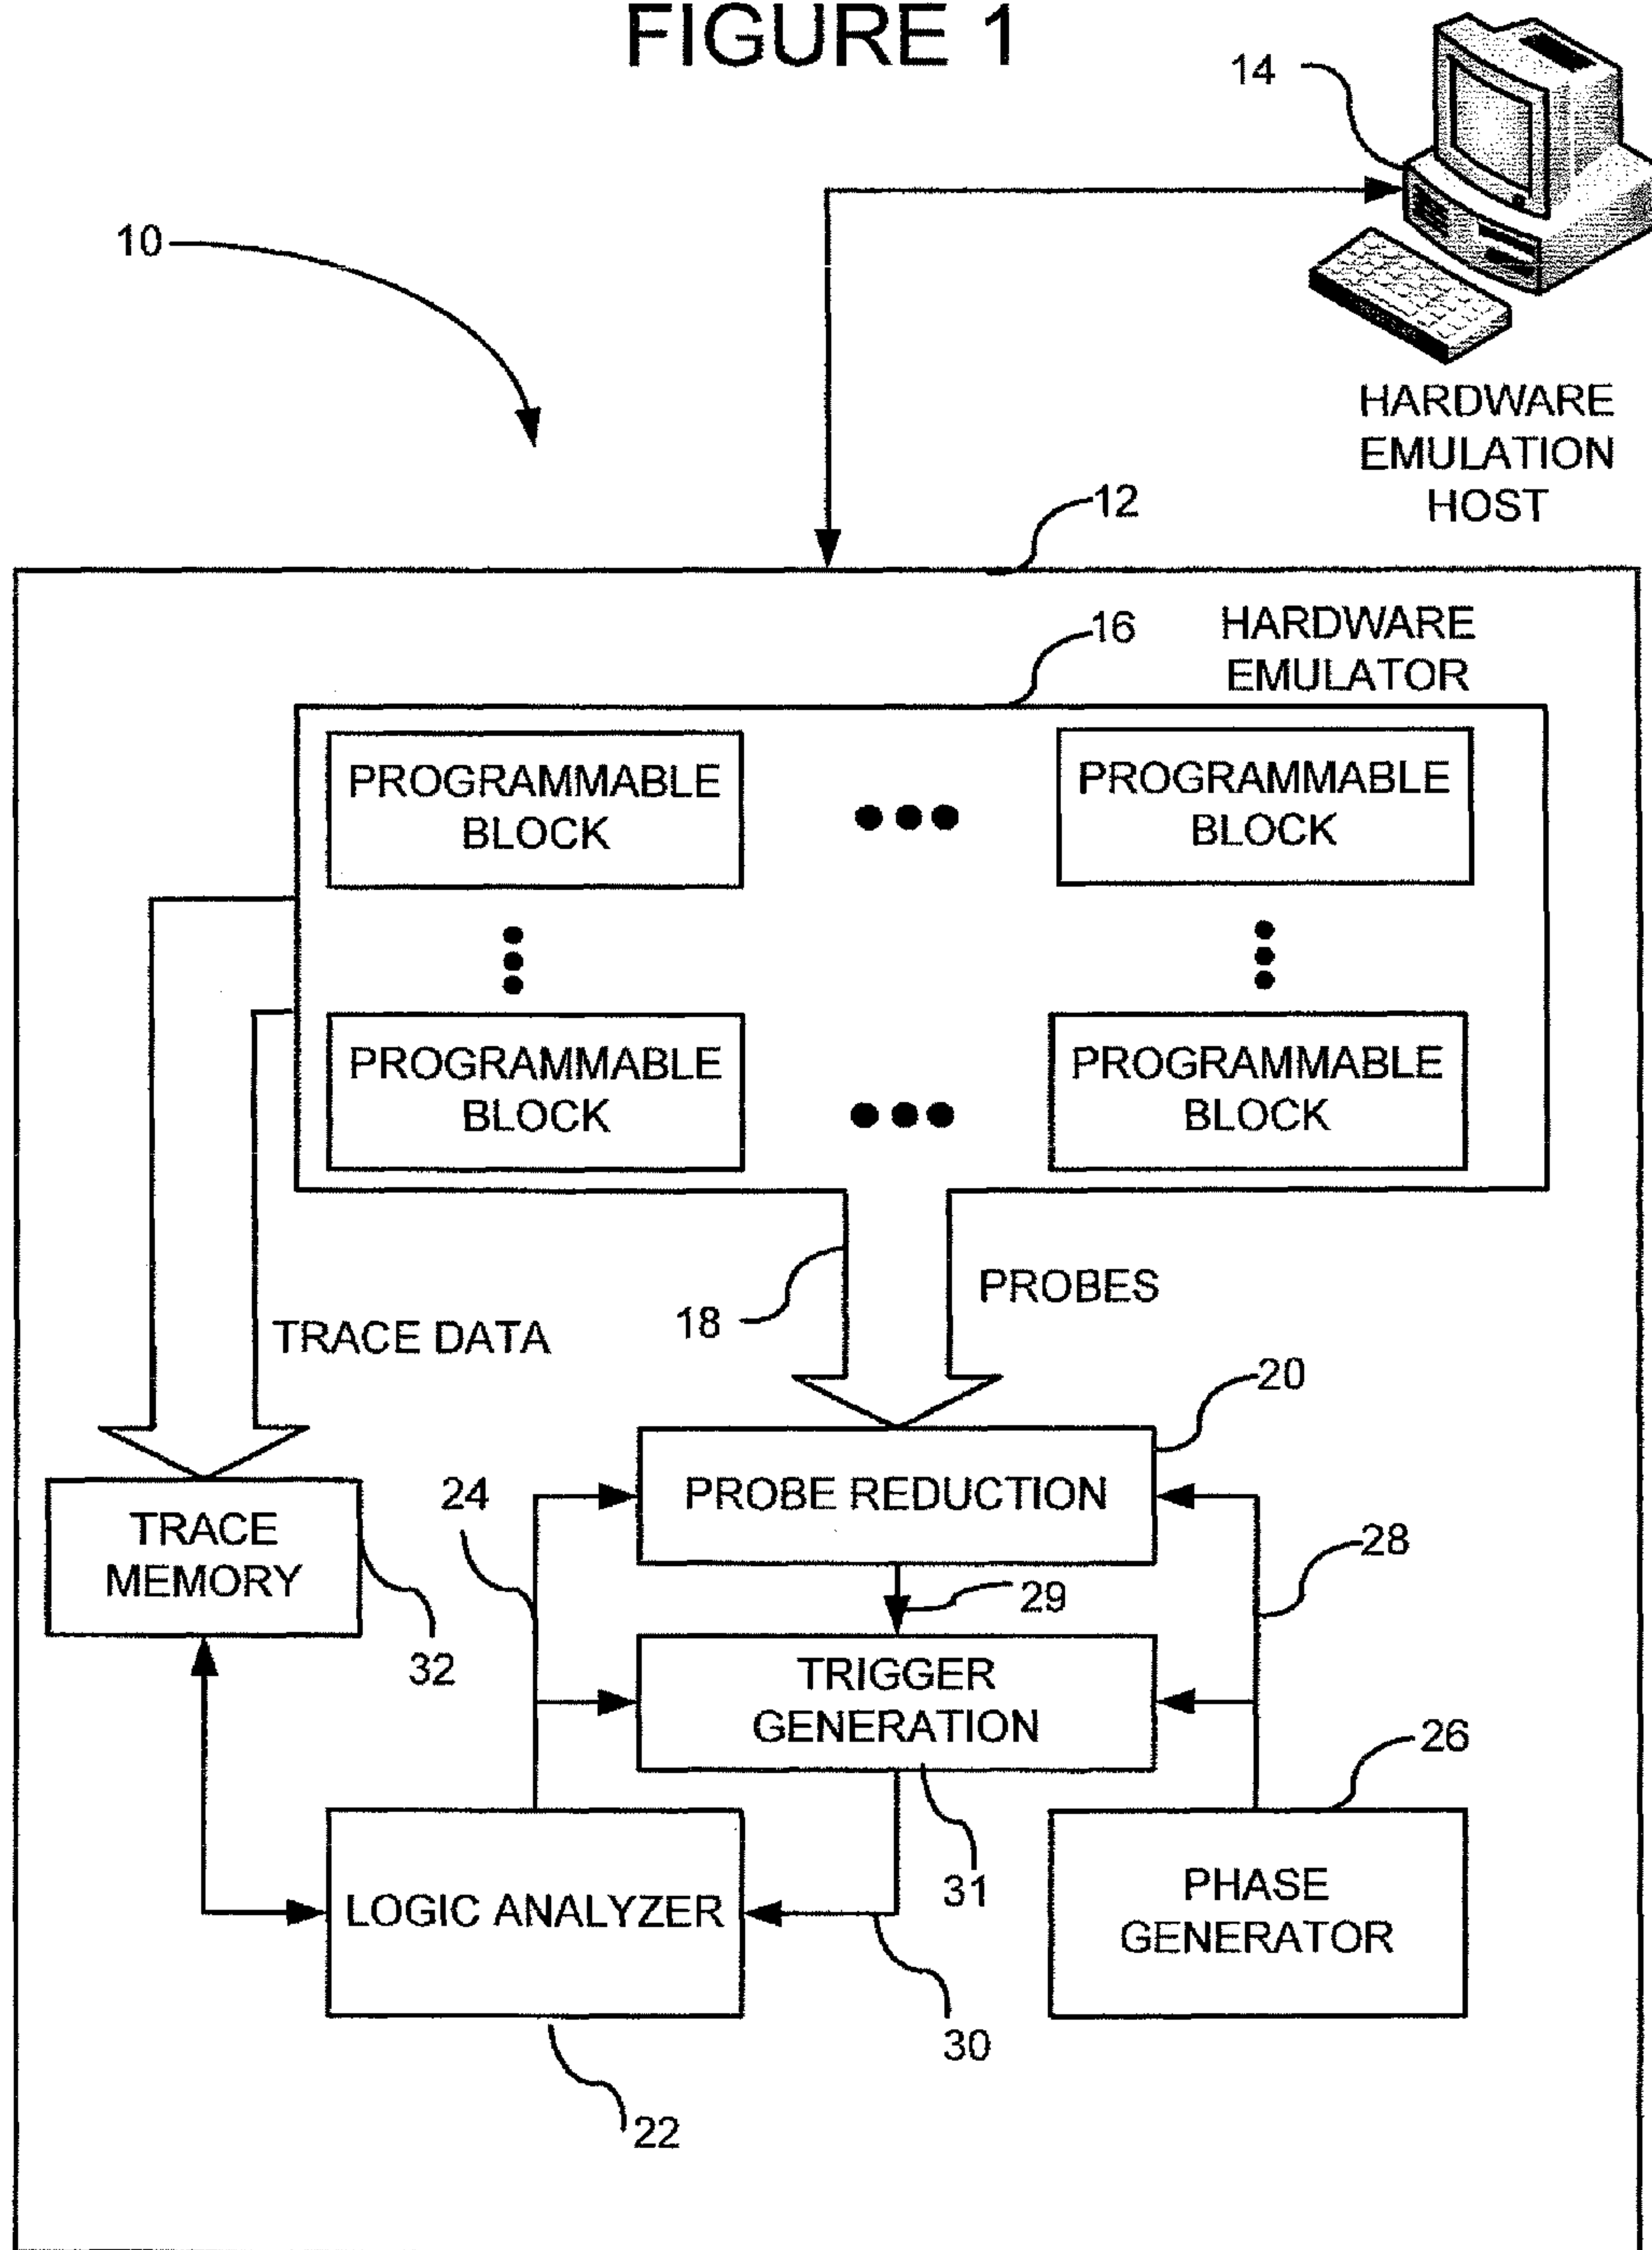 FIGURE 1
14
10
HARDWARE
EMULATION
HOST
12
16
HARDWARE
EMULATOR
PROGRAMMABLE
BLOCK
PROGRAMMABLE
BLOCK
PROGRAMMABLE
BLOCK
PROGRAMMABLE
BLOCK
18
PROBES
TRACE DATA
20
PROBE REDUCTION
24
TRACE
MEMORY
28
29
32
TRIGGER
GENERATION
26
31
LOGIC ANALYZER
PHASE
GENERATOR
30
22